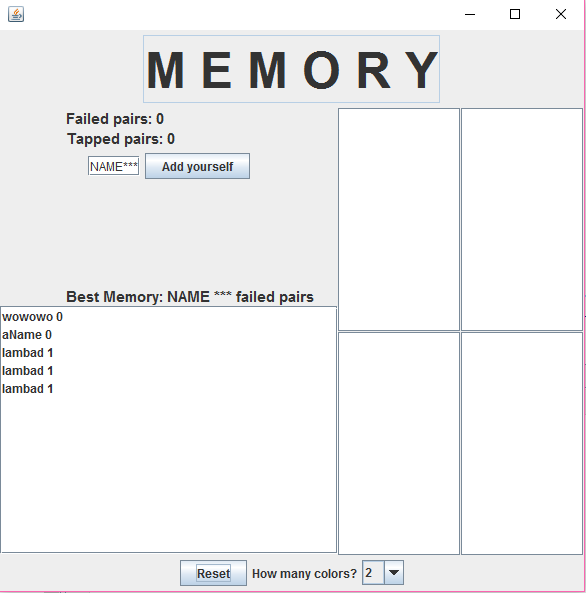 M E M O R Y
Failed pairs: 0
Tapped pairs: 0
NAME*** Add yourself
Best Memory: NAME *** failed pairs
wowowo 0
aName 0
lambad 1
lambad 1
lambad 1
Reset How many colors? 2